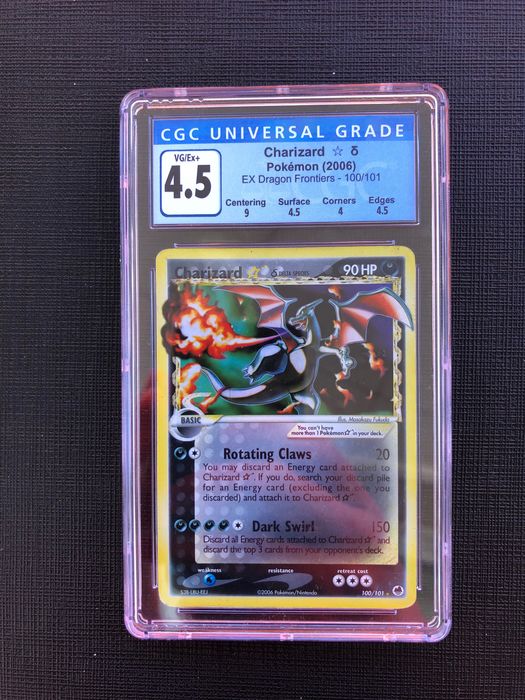 CGC UNIVERSAL GRADE
VG/Ex+
4.5
Charizard ☆ δ
Pokémon (2006)
EX Dragon Frontiers - 100/101
Centering Surface Corners Edges
9 4.5 4 4.5
Charizard ☆ δ DELTA SPECIES 90 HP
BASIC
Illus. Masakazu Fukuda
You can't have
more than 1 Pokémon ☆ in your deck.
Rotating Claws 20
You may discard an Energy card attached to
Charizard ☆. If you do, search your discard pile
for an Energy card (excluding the one you
discarded) and attach it to Charizard ☆.
Dark Swirl 150
Discard all Energy cards attached to Charizard ☆ and
discard the top 3 cards from your opponent's deck.
weakness resistance retreat cost
©2006 Pokémon/Nintendo
100/101